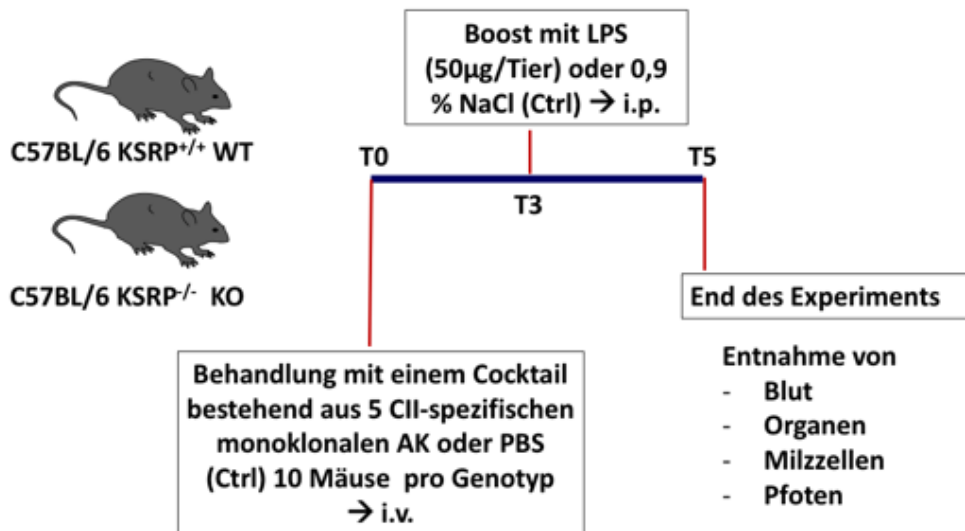 Boost mit LPS
(50µg/Tier) oder 0,9
% NaCl (Ctrl) → i.p.
C57BL/6 KSRP+/+ WT
T0
T5
T3
C57BL/6 KSRP-/- KO
End des Experiments
Behandlung mit einem Cocktail
bestehend aus 5 CII-spezifischen
monoklonalen AK oder PBS
(Ctrl) 10 Mäuse pro Genotyp
→ i.v.
Entnahme von
- Blut
- Organen
- Milzzellen
- Pfoten